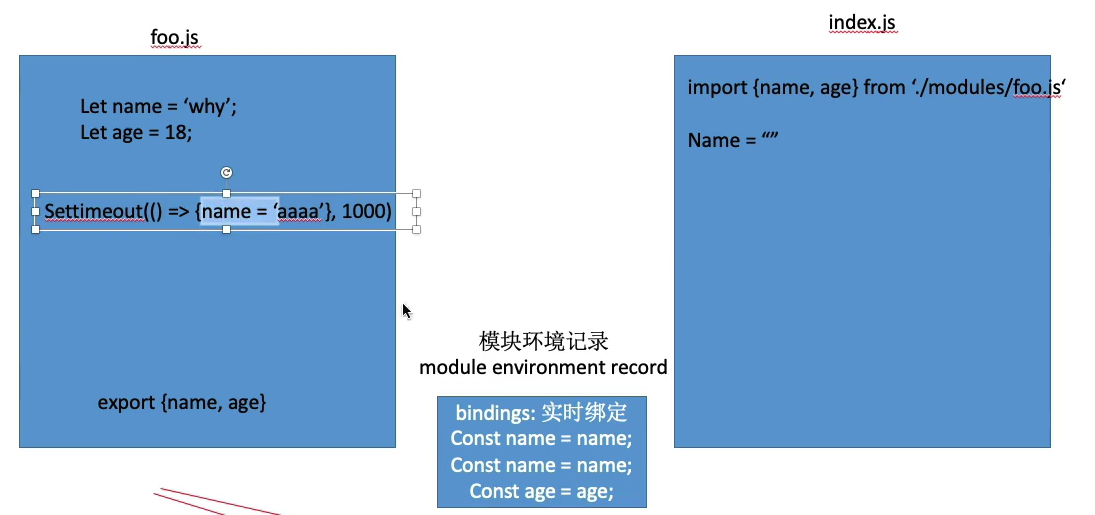 foo.js
Let name = ‘why’;
Let age = 18;
Settimeout(() => {name = ‘aaaa’}, 1000)
export {name, age}
模块环境记录
module environment record
bindings: 实时绑定
Const name = name;
Const name = name;
Const age = age;
index.js
import {name, age} from ‘./modules/foo.js‘
Name = “”